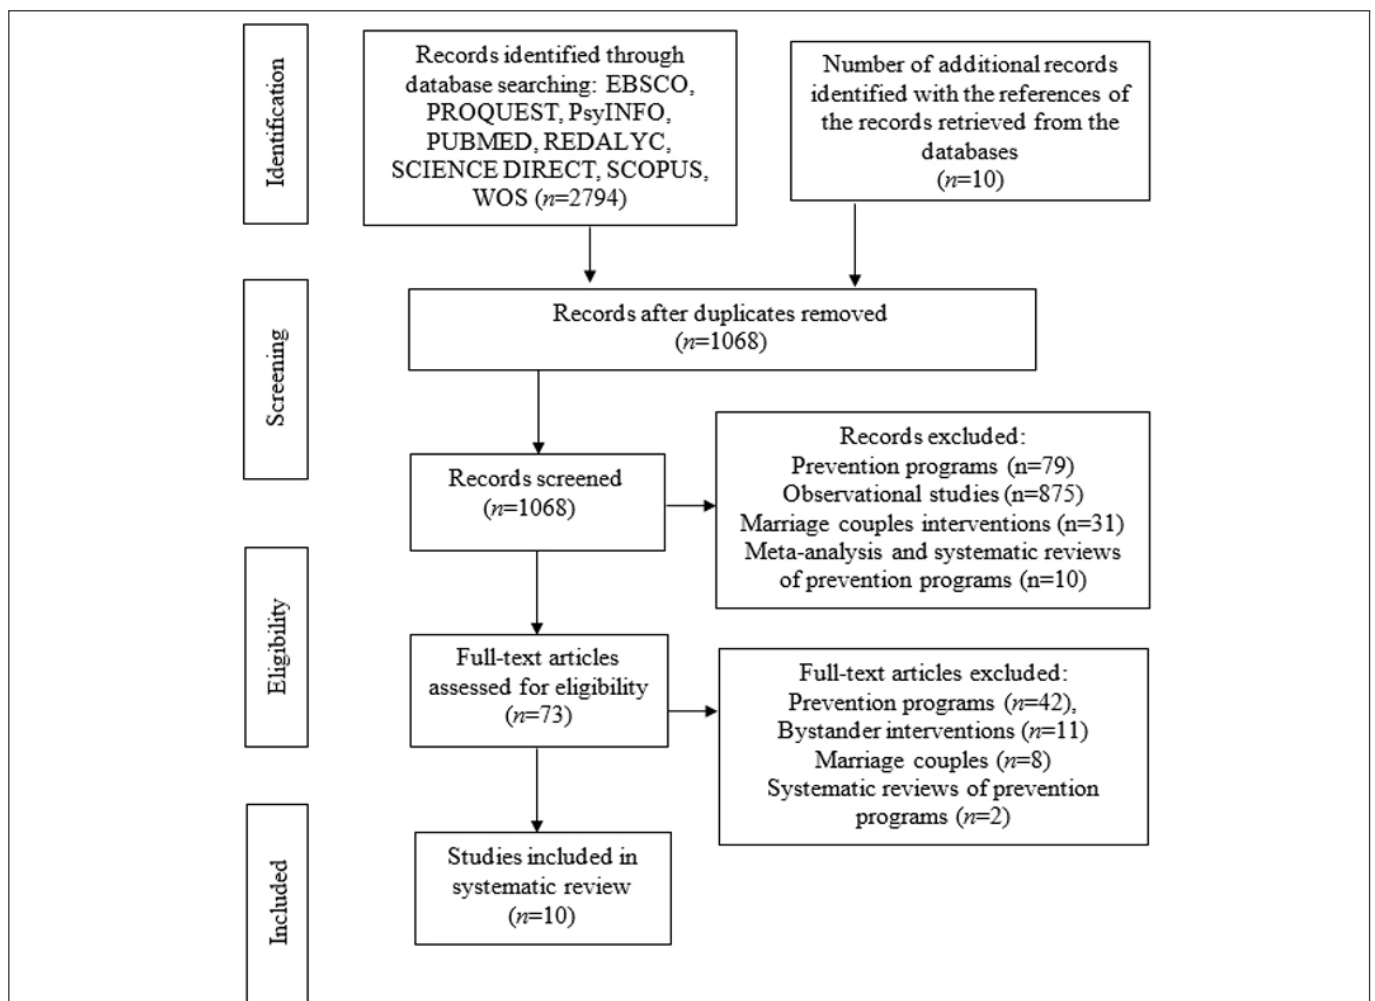 Identification
Records identified through
database searching: EBSCO,
PROQUEST, PsyINFO,
PUBMED, REDALYC,
SCIENCE DIRECT, SCOPUS,
WOS (n=2794)
Number of additional records
identified with the references of
the records retrieved from the
databases
(n=10)
Screening
Records after duplicates removed
(n=1068)
Records screened
(n=1068)
Records excluded:
Prevention programs (n=79)
Observational studies (n=875)
Marriage couples interventions (n=31)
Meta-analysis and systematic reviews
of prevention programs (n=10)
Eligibility
Full-text articles
assessed for eligibility
(n=73)
Full-text articles excluded:
Prevention programs (n=42),
Bystander interventions (n=11)
Marriage couples (n=8)
Systematic reviews of prevention
programs (n=2)
Included
Studies included in
systematic review
(n=10)